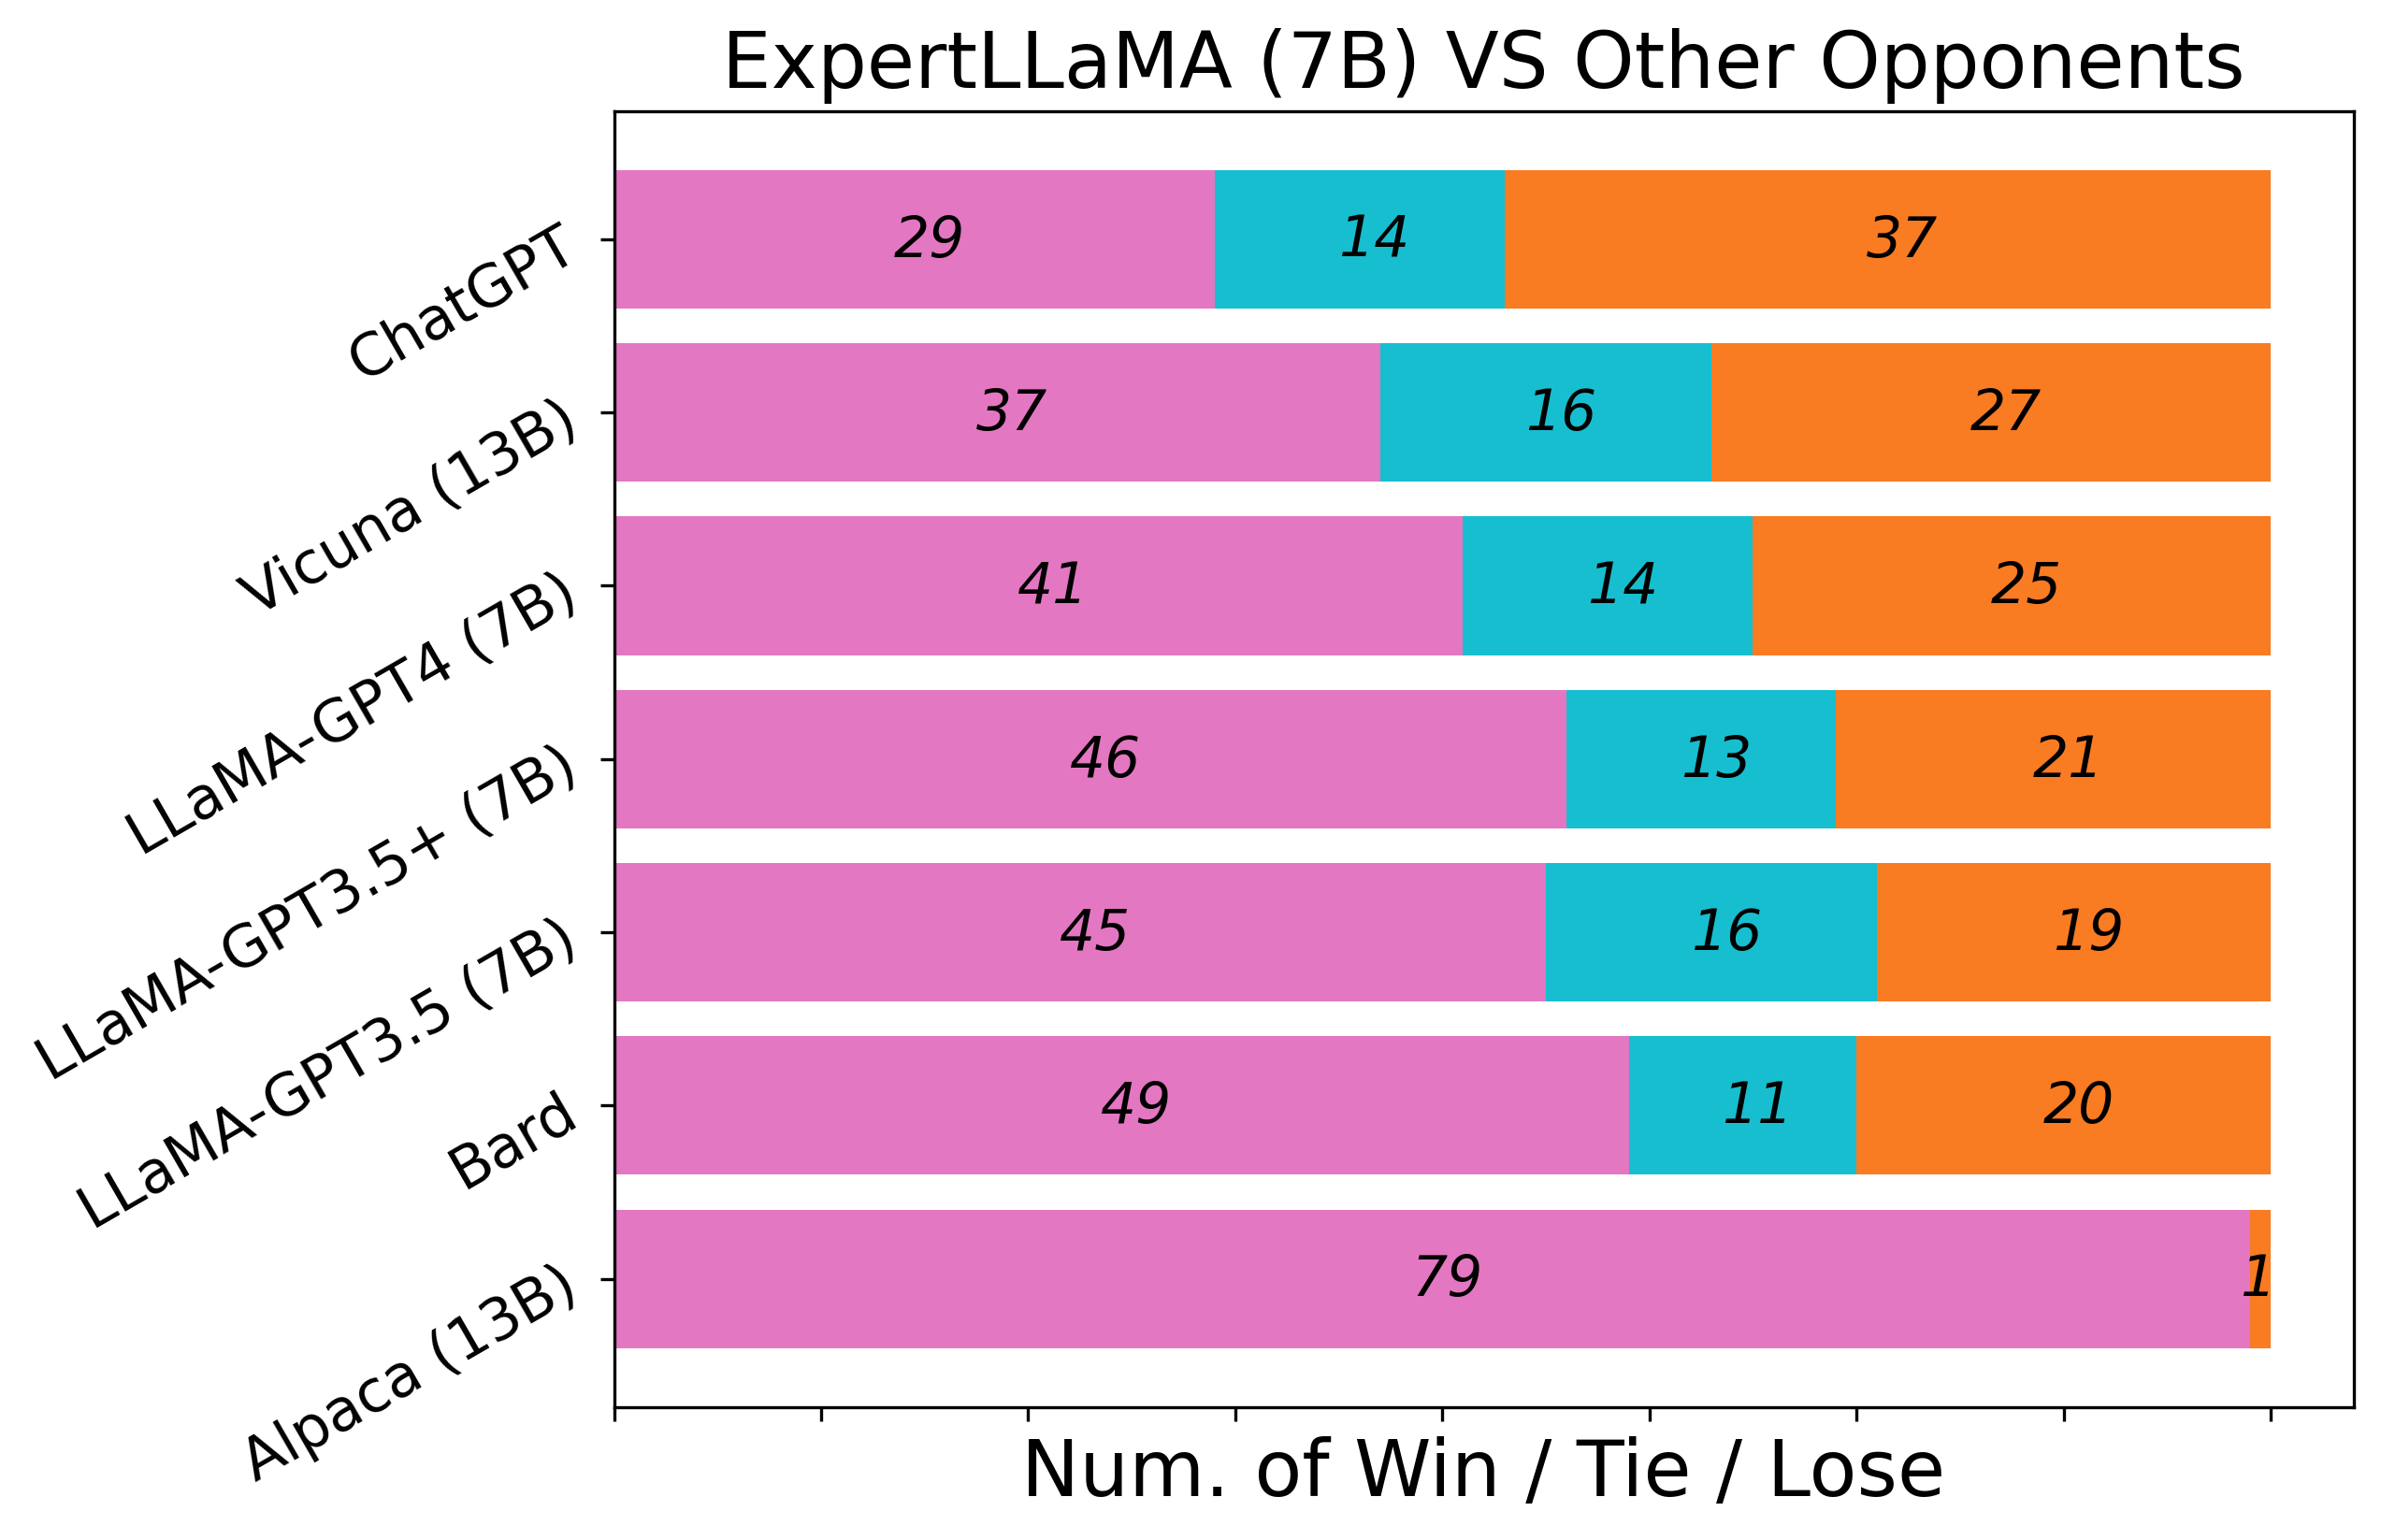 ExpertLLaMA (7B) VS Other Opponents
ChatGPT
29 14 37
Vicuna (13B)
37 16 27
LLaMA-GPT4 (7B)
41 14 25
LLaMA-GPT3.5+ (7B)
46 13 21
LLaMA-GPT3.5 (7B)
45 16 19
Bard
49 11 20
Alpaca (13B)
79 1
Num. of Win / Tie / Lose